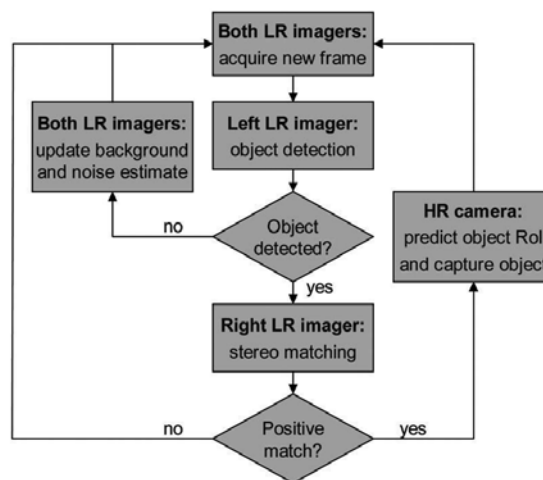 Both LR imagers:
acquire new frame
Left LR imager:
object detection
Both LR imagers:
update background
and noise estimate
Object
detected?
no
yes
HR camera:
predict object RoI
and capture object
Right LR imager:
stereo matching
Positive
match?
no
yes